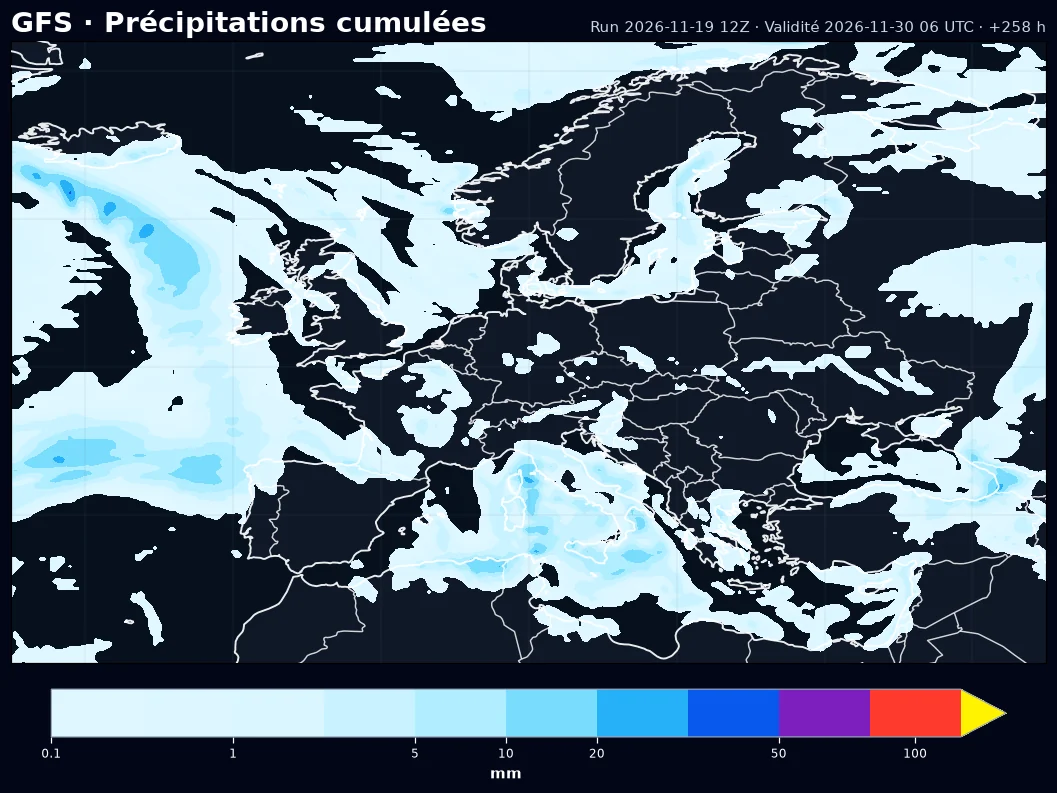 GFS · Précipitations cumulées
Run 2026-11-19 12Z · Validité 2026-11-30 06 UTC · +258 h
0.1 1 5 10 20 50 100
mm